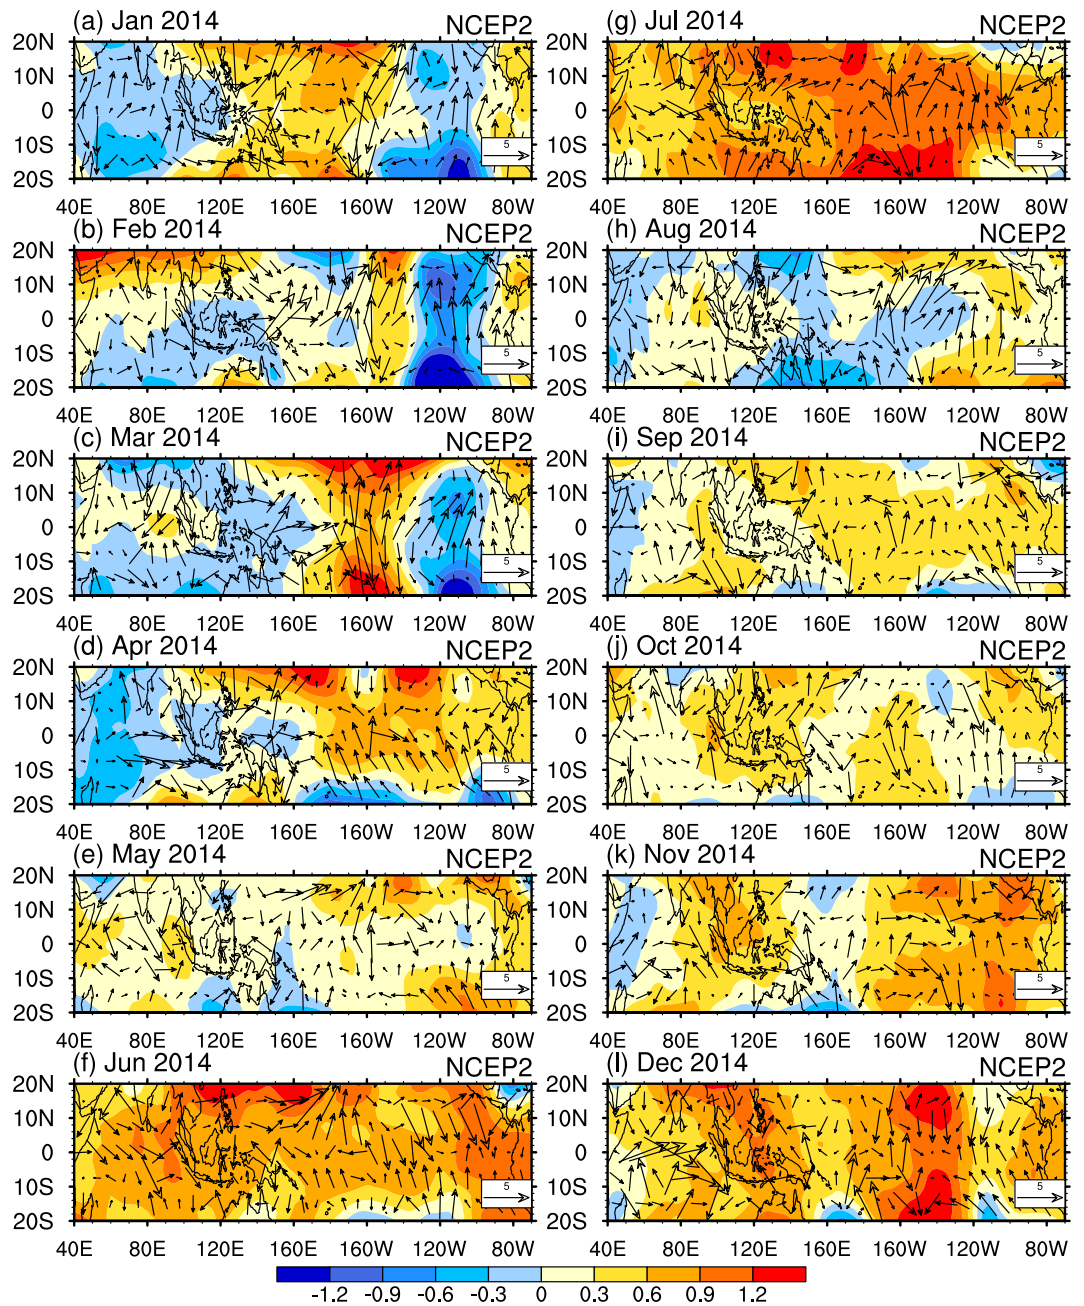 (a) Jan 2014 NCEP2
20N
10N
0
10S
20S
5
40E 80E 120E 160E 160W 120W 80W
(b) Feb 2014 NCEP2
20N
10N
0
10S
20S
5
40E 80E 120E 160E 160W 120W 80W
(c) Mar 2014 NCEP2
20N
10N
0
10S
20S
5
40E 80E 120E 160E 160W 120W 80W
(d) Apr 2014 NCEP2
20N
10N
0
10S
20S
5
40E 80E 120E 160E 160W 120W 80W
(e) May 2014 NCEP2
20N
10N
0
10S
20S
5
40E 80E 120E 160E 160W 120W 80W
(f) Jun 2014 NCEP2
20N
10N
0
10S
20S
5
40E 80E 120E 160E 160W 120W 80W
(g) Jul 2014 NCEP2
20N
10N
0
10S
20S
5
40E 80E 120E 160E 160W 120W 80W
(h) Aug 2014 NCEP2
20N
10N
0
10S
20S
5
40E 80E 120E 160E 160W 120W 80W
(i) Sep 2014 NCEP2
20N
10N
0
10S
20S
5
40E 80E 120E 160E 160W 120W 80W
(j) Oct 2014 NCEP2
20N
10N
0
10S
20S
5
40E 80E 120E 160E 160W 120W 80W
(k) Nov 2014 NCEP2
20N
10N
0
10S
20S
5
40E 80E 120E 160E 160W 120W 80W
(l) Dec 2014 NCEP2
20N
10N
0
10S
20S
5
40E 80E 120E 160E 160W 120W 80W
-1.2 -0.9 -0.6 -0.3 0 0.3 0.6 0.9 1.2